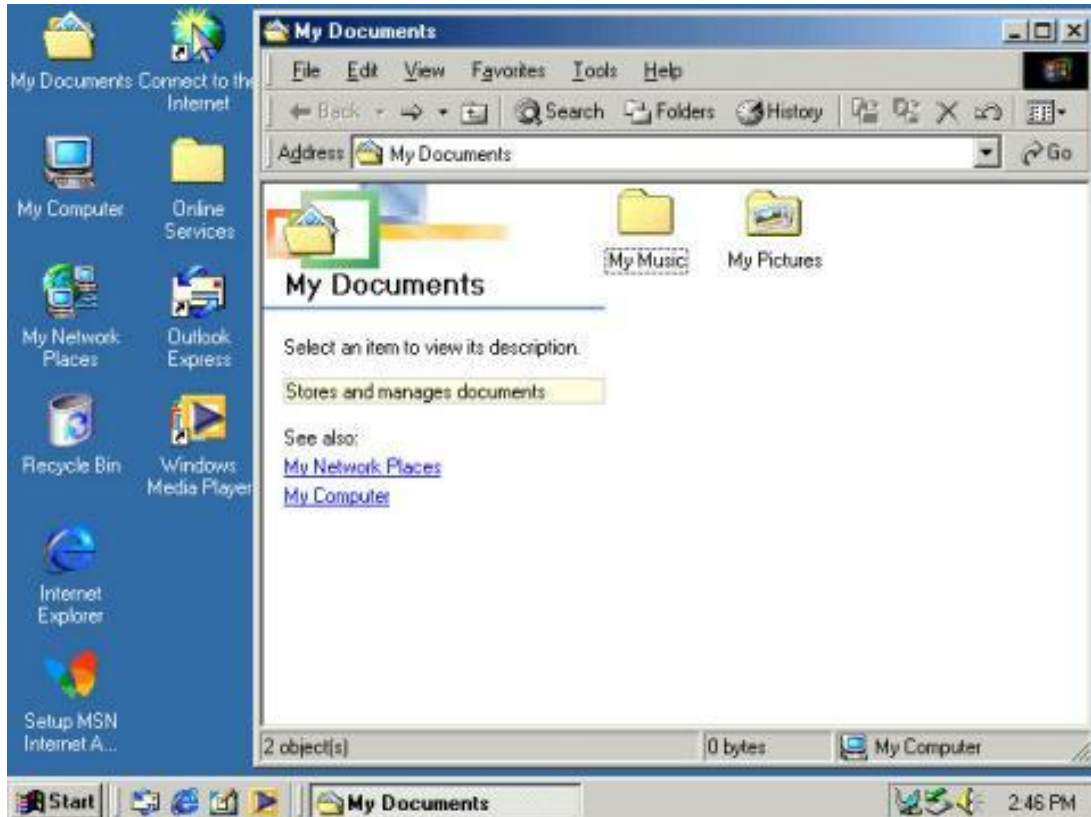 My Documents
Connect to the
Internet
My Computer
Online
Services
My Network
Places
Outlook
Express
Recycle Bin
Windows
Media Player
Internet
Explorer
Setup MSN
Internet A...
My Documents
File Edit View Favorites Tools Help
Back Search Folders History
Address My Documents Go
My Music
My Pictures
My Documents
Select an item to view its description.
Stores and manages documents
See also:
My Network Places
My Computer
2 object(s) 0 bytes My Computer
Start My Documents 2:46 PM